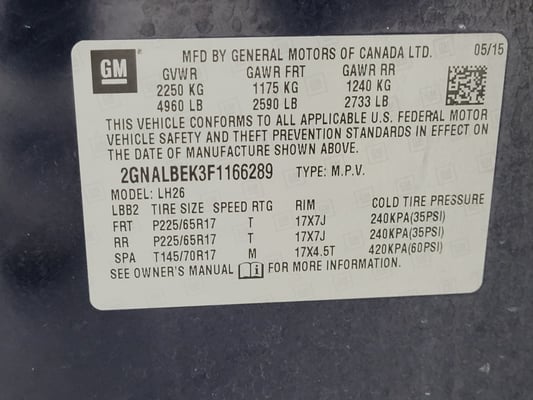 GM
MFD BY GENERAL MOTORS OF CANADA LTD. 05/15
GVWR GAWR FRT GAWR RR
2250 KG 1175 KG 1240 KG
4960 LB 2590 LB 2733 LB
THIS VEHICLE CONFORMS TO ALL APPLICABLE U.S. FEDERAL MOTOR
VEHICLE SAFETY AND THEFT PREVENTION STANDARDS IN EFFECT ON
THE DATE OF MANUFACTURE SHOWN ABOVE.
2GNALBEK3F1166289 TYPE: M.P.V.
MODEL: LH26
LBB2 TIRE SIZE SPEED RTG RIM COLD TIRE PRESSURE
FRT P225/65R17 T 17X7J 240KPA(35PSI)
RR P225/65R17 T 17X7J 240KPA(35PSI)
SPA T145/70R17 M 17X4.5T 420KPA(60PSI)
SEE OWNER'S MANUAL FOR MORE INFORMATION.